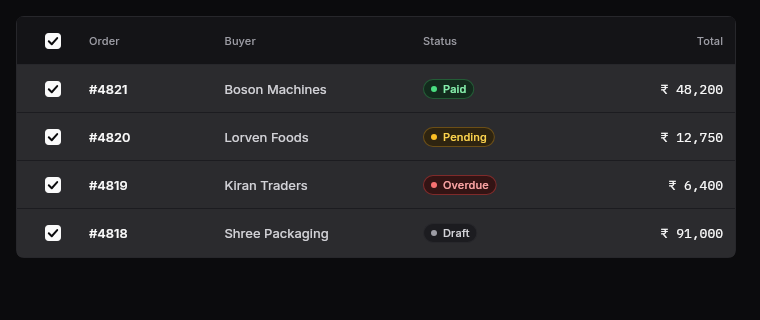 Order Buyer Status Total
#4821 Boson Machines Paid ₹ 48,200
#4820 Lorven Foods Pending ₹ 12,750
#4819 Kiran Traders Overdue ₹ 6,400
#4818 Shree Packaging Draft ₹ 91,000